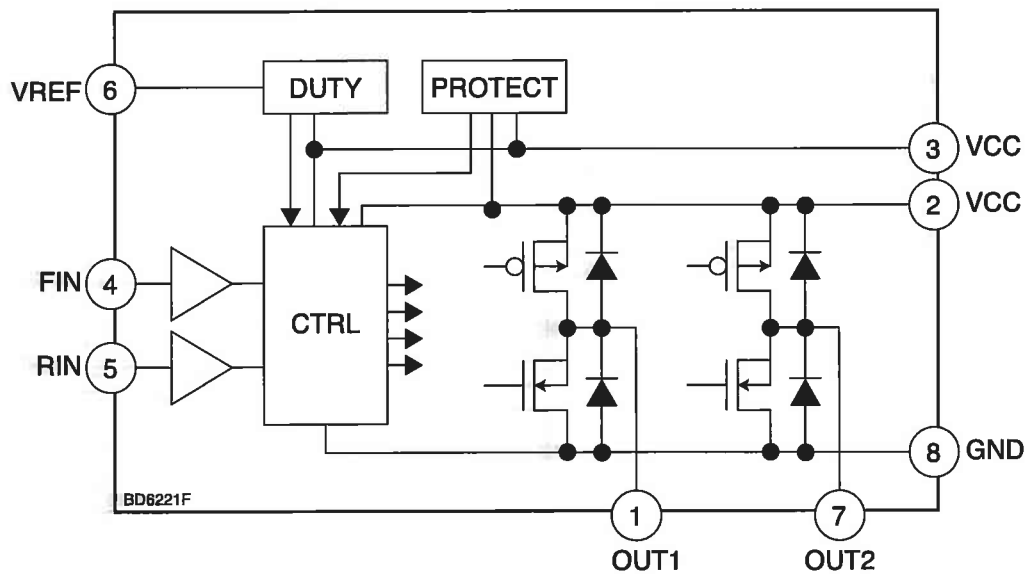 VREF 6 DUTY PROTECT
3 VCC
2 VCC
FIN 4
CTRL
RIN 5
8 GND
BD6221F
1 7
OUT1 OUT2